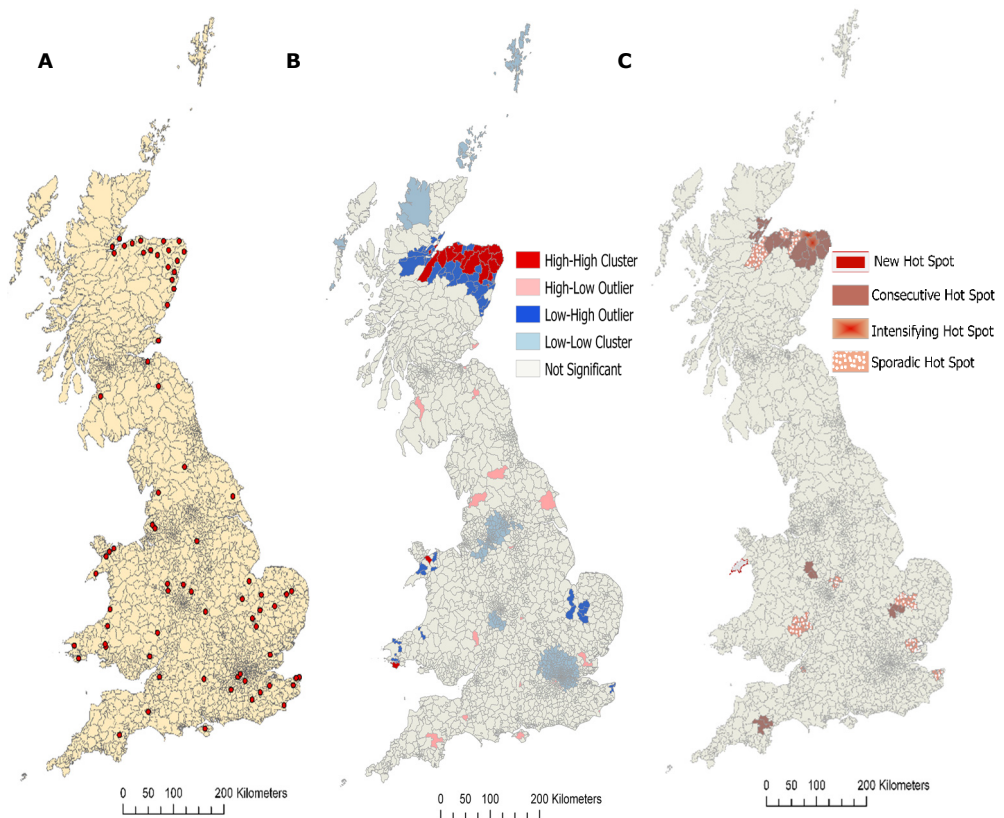 A
B
C
High-High Cluster
High-Low Outlier
Low-High Outlier
Low-Low Cluster
Not Significant
New Hot Spot
Consecutive Hot Spot
Intensifying Hot Spot
Sporadic Hot Spot
0 50 100 200 Kilometers
0 50 100 200 Kilometers
0 50 100 200 Kilometers